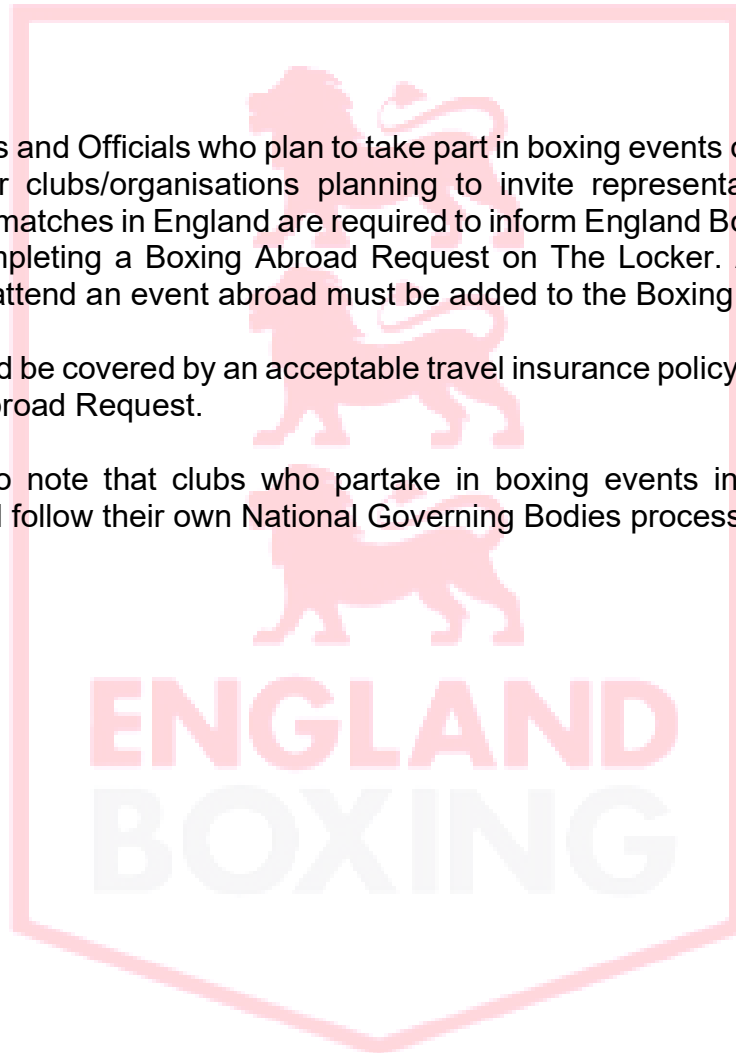 s and Officials who plan to take part in boxing events o
r clubs/organisations planning to invite representa
matches in England are required to inform England Bo
mpleting a Boxing Abroad Request on The Locker.
attend an event abroad must be added to the Boxing
d be covered by an acceptable travel insurance policy
broad Request.
o note that clubs who partake in boxing events in
l follow their own National Governing Bodies process
ENGLAND
BOXING